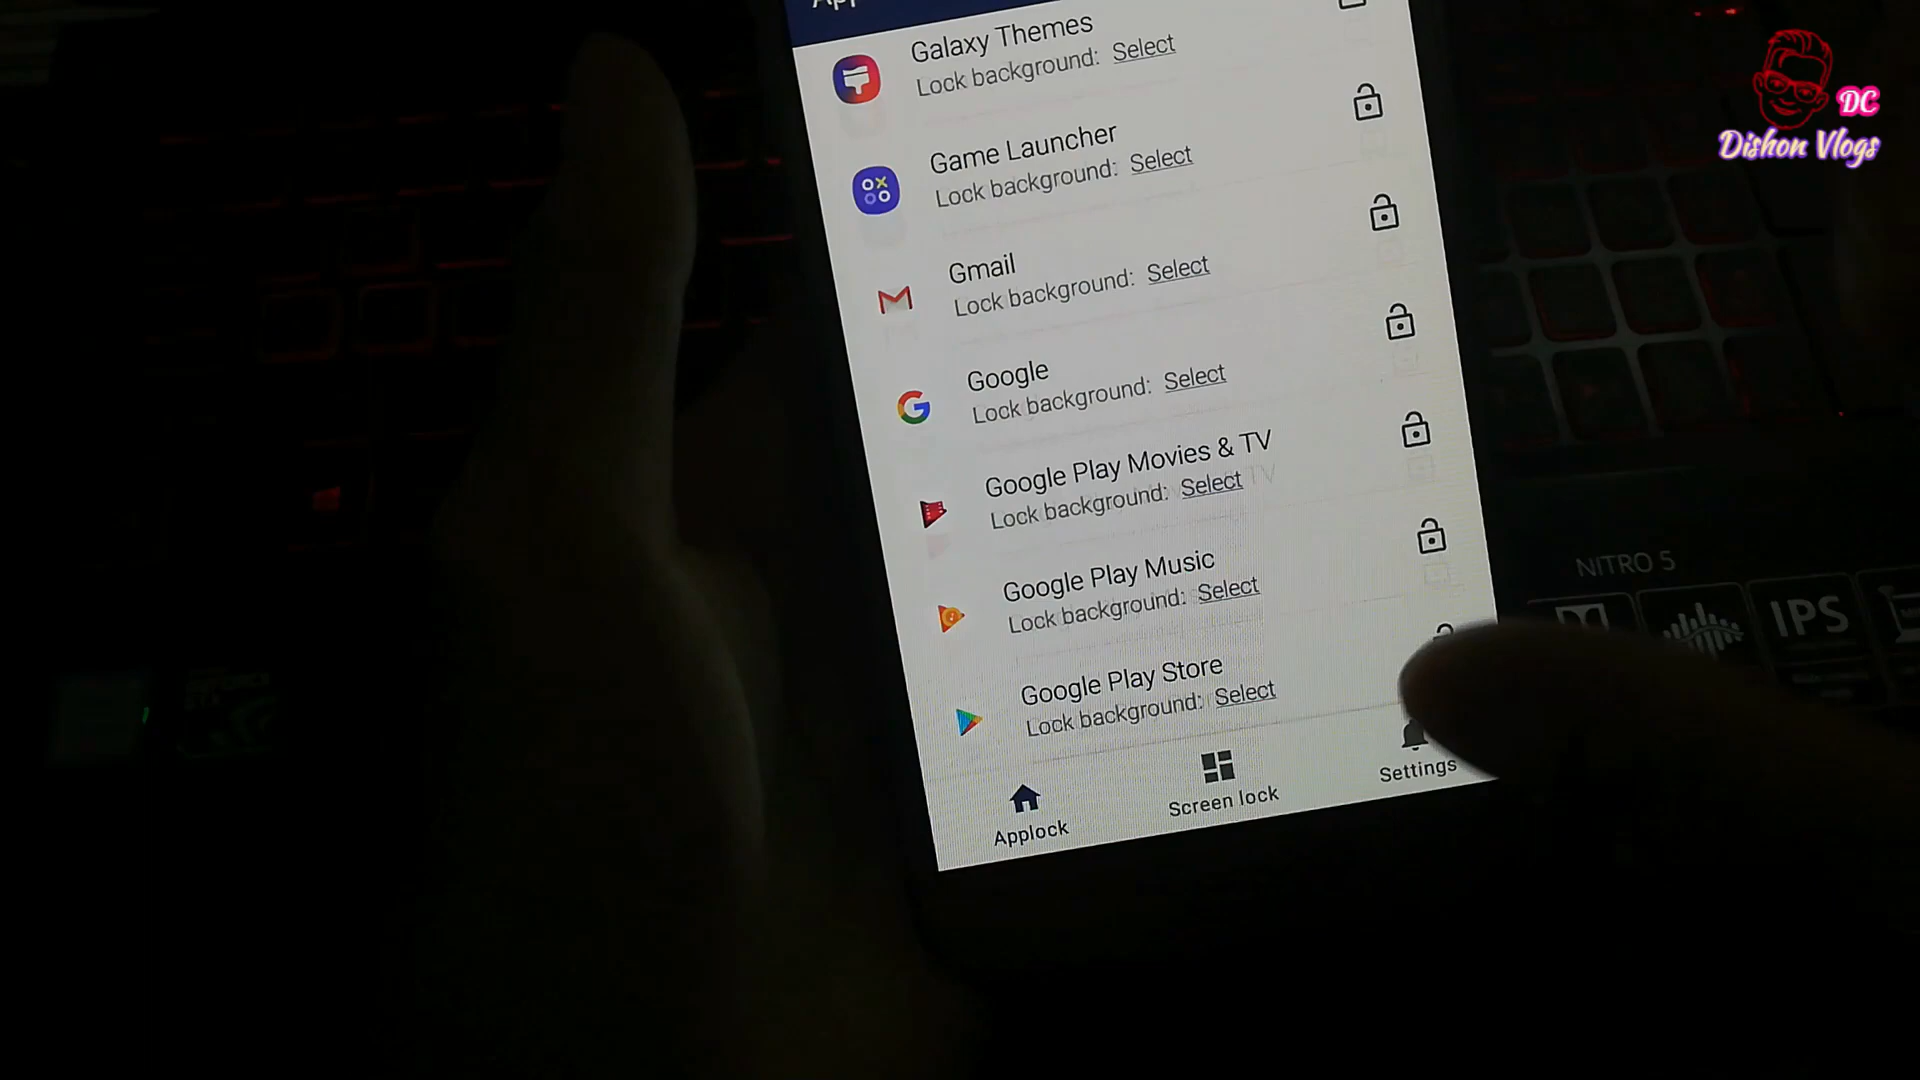 Galaxy Themes
Lock background: Select
Game Launcher
Lock background: Select
Gmail
Lock background: Select
Google
Lock background: Select
Google Play Movies & TV
Lock background: Select
Google Play Music
Lock background: Select
Google Play Store
Lock background: Select
Applock
Screen lock
Settings
DC
Dishon Vlogs
NITRO 5
IPS